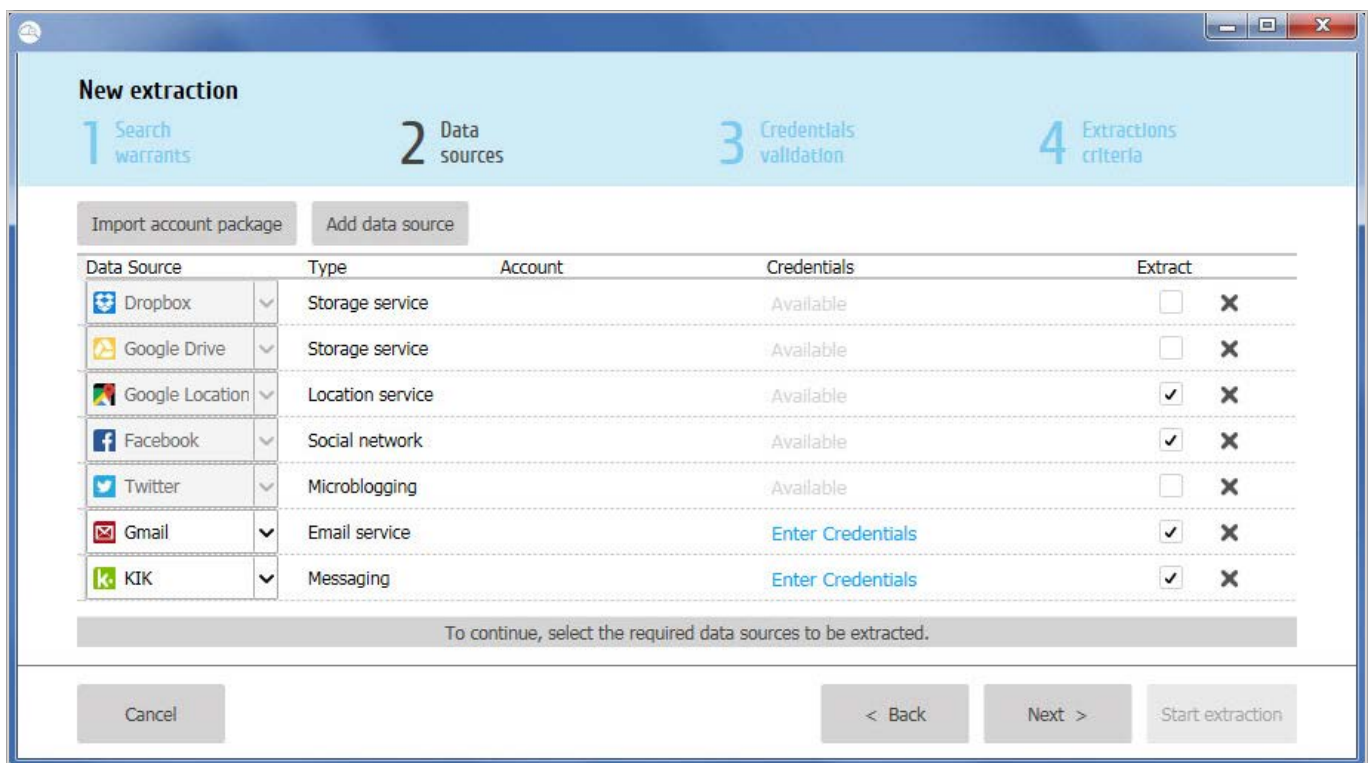 New extraction
1 Search warrants
2 Data sources
3 Credentials validation
4 Extractions criteria
Import account package Add data source
Data Source Type Account Credentials Extract
Dropbox Storage service Available
Google Drive Storage service Available
Google Location Location service Available
Facebook Social network Available
Twitter Microblogging Available
Gmail Email service Enter Credentials
k. KIK Messaging Enter Credentials
To continue, select the required data sources to be extracted.
Cancel < Back Next > Start extraction